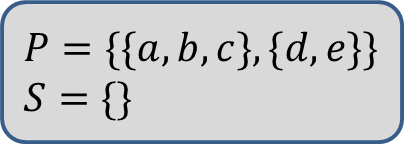 P = {{a, b, c}, {d, e}}
S = {}